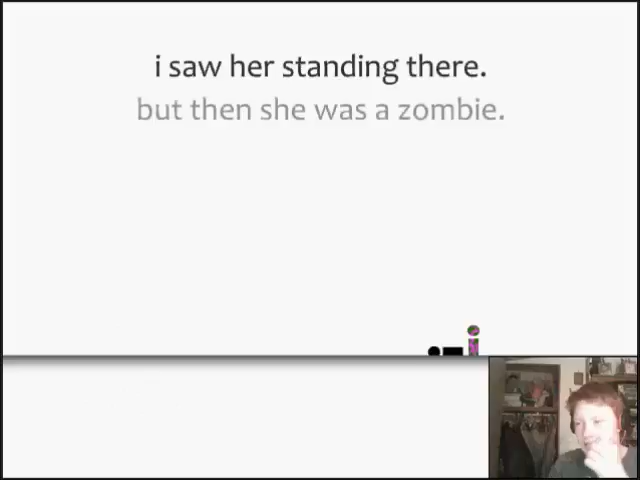 i saw her standing there.
but then she was a zombie.